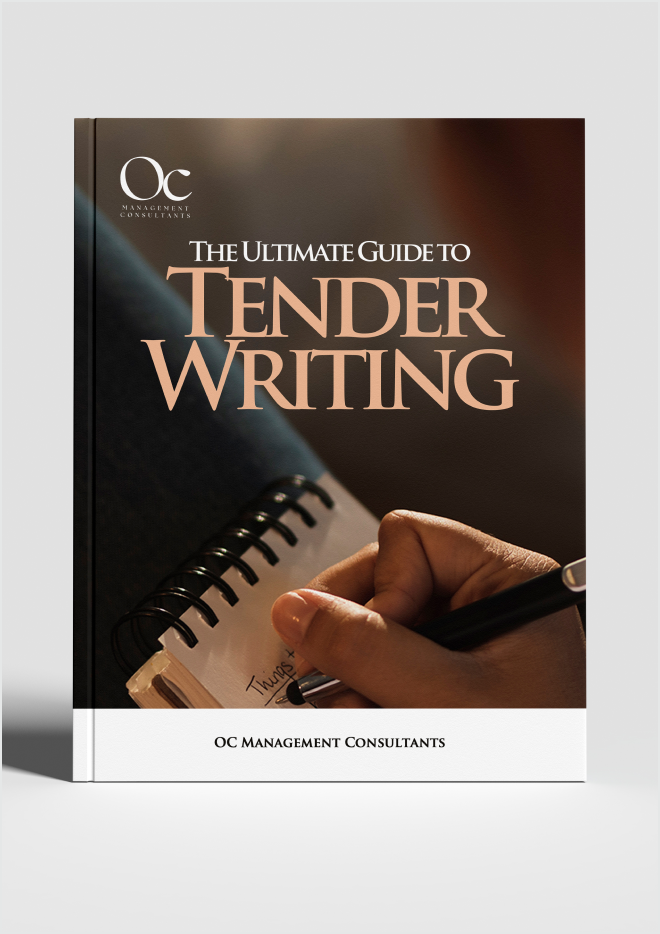 Oc
MANAGEMENT
CONSULTANTS
THE ULTIMATE GUIDE TO
TENDER
WRITING
Things +
OC MANAGEMENT CONSULTANTS